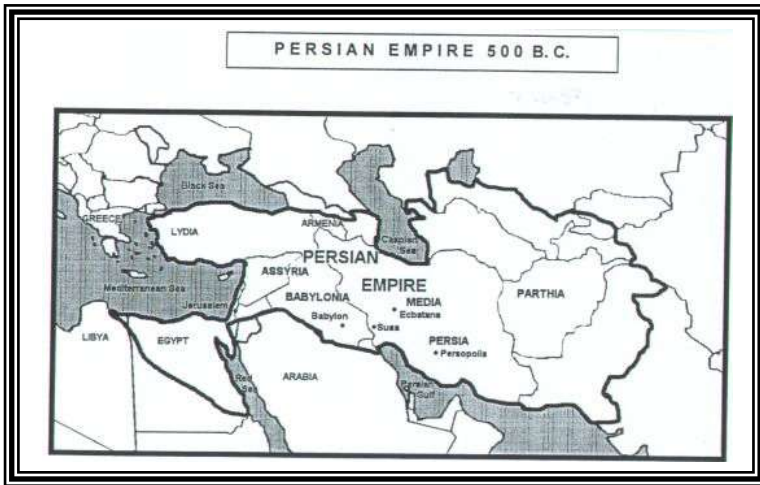 PERSIAN EMPIRE 500 B.C.
Black Sea
GREECE
LYDIA
ARMENIA
Caspian
Sea
PERSIAN
ASSYRIA
EMPIRE
Mediterranean Sea
Jerusalem
BABYLONIA
MEDIA
Ecbatana
PARTHIA
Babylon
Susa
LIBYA
EGYPT
PERSIA
Persopolis
Red
Sea
ARABIA
Persian
Gulf